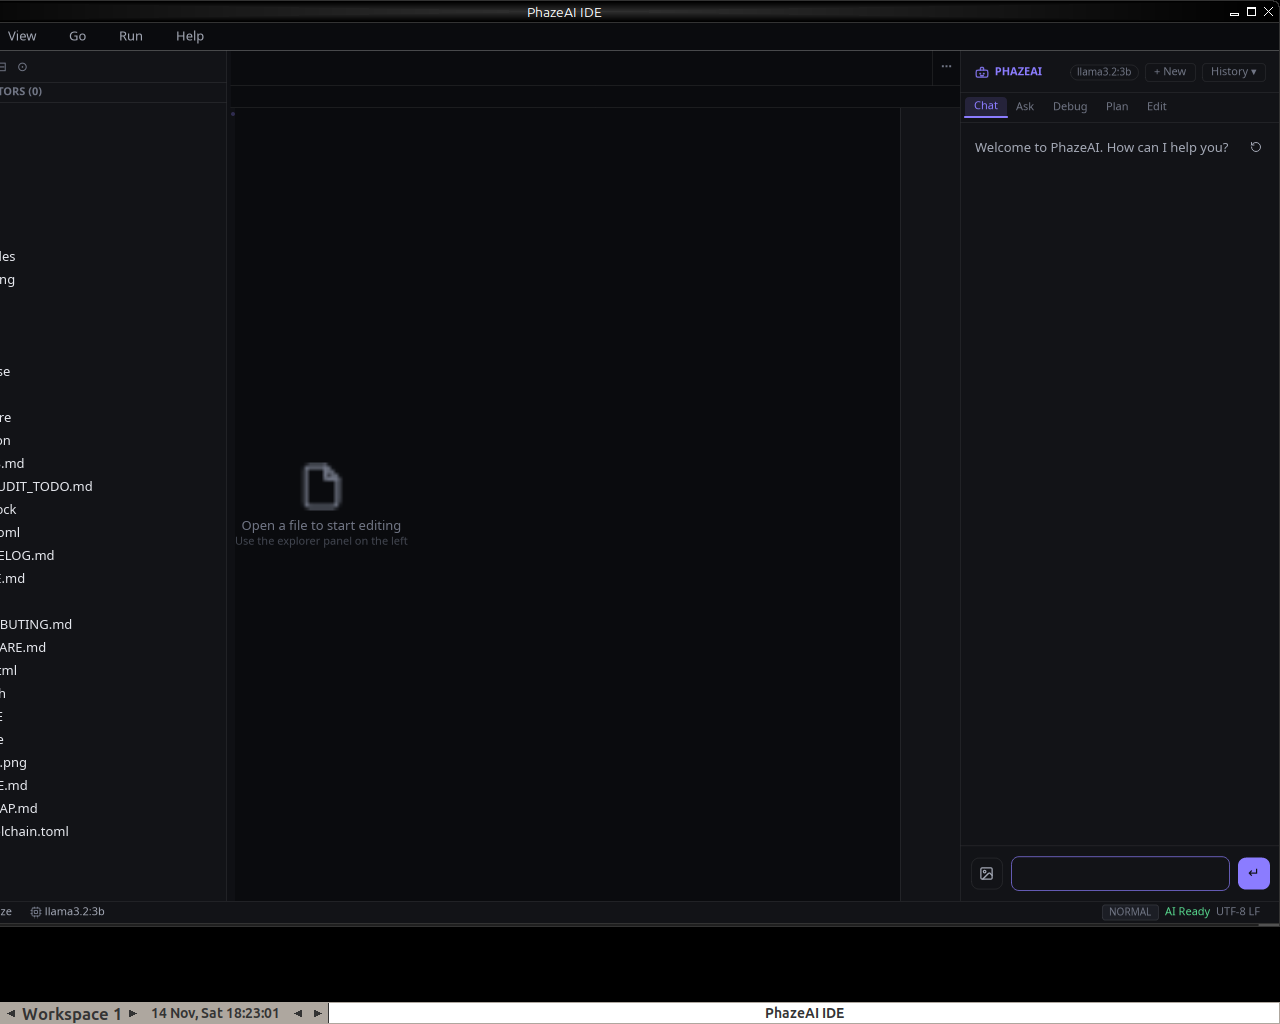 PhazeAI IDE
View Go Run Help
TORS (0)
PHAZEAI llama3.2:3b + New History ▾
Chat Ask Debug Plan Edit
Welcome to PhazeAI. How can I help you?
les
ng
se
re
on
.md
UDIT_TODO.md
ock
oml
ELOG.md
E.md
BUTING.md
ARE.md
tml
h
E
e
.png
E.md
AP.md
lchain.toml
Open a file to start editing
Use the explorer panel on the left
ze llama3.2:3b
NORMAL AI Ready UTF-8 LF
Workspace 1 14 Nov, Sat 18:23:01 PhazeAI IDE